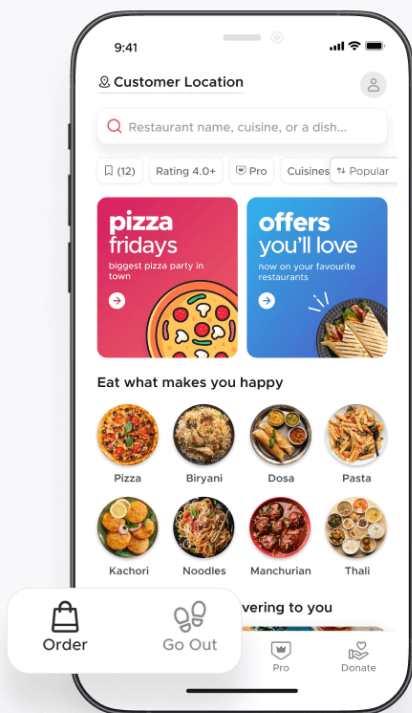 9:41
Customer Location
Restaurant name, cuisine, or a dish...
(12) Rating 4.0+ Pro Cuisines Popular
pizza
fridays
biggest pizza party in
town
offers
you'll love
now on your favourite
restaurants
Eat what makes you happy
Pizza Biryani Dosa Pasta
Kachori Noodles Manchurian Thali
to you
Order Go Out Pro Donate